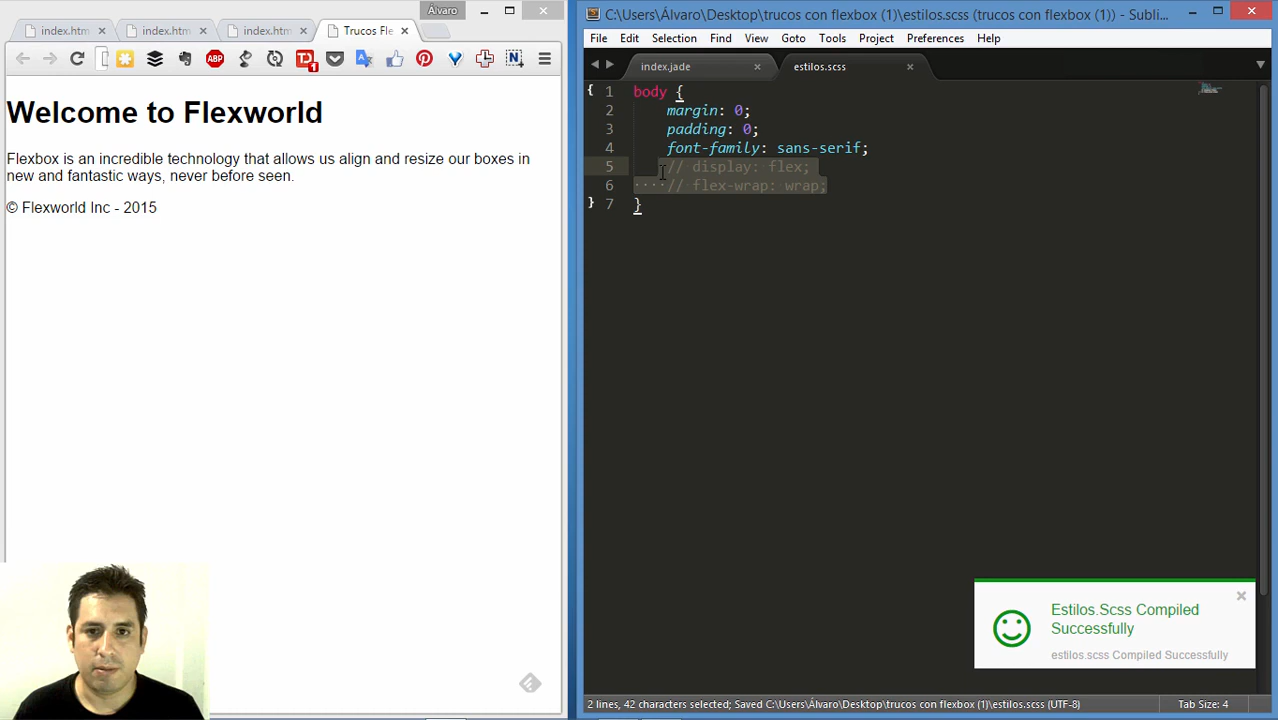 Álvaro
index.htm
index.htm
index.htm
Trucos Fle
ABP
1
N
Welcome to Flexworld
Flexbox is an incredible technology that allows us align and resize our boxes in
new and fantastic ways, never before seen.
© Flexworld Inc - 2015
C:\Users\Álvaro\Desktop\trucos con flexbox (1)\estilos.scss (trucos con flexbox (1)) - Subli...
File Edit Selection Find View Goto Tools Project Preferences Help
index.jade
estilos.scss
1 body {
2 margin: 0;
3 padding: 0;
4 font-family: sans-serif;
5 // display: flex;
6 // flex-wrap: wrap;
7 }
Estilos.Scss Compiled
Successfully
estilos.scss Compiled Successfully
2 lines, 42 characters selected; Saved C:\Users\Álvaro\Desktop\trucos con flexbox (1)\estilos.scss (UTF-8)
Tab Size: 4